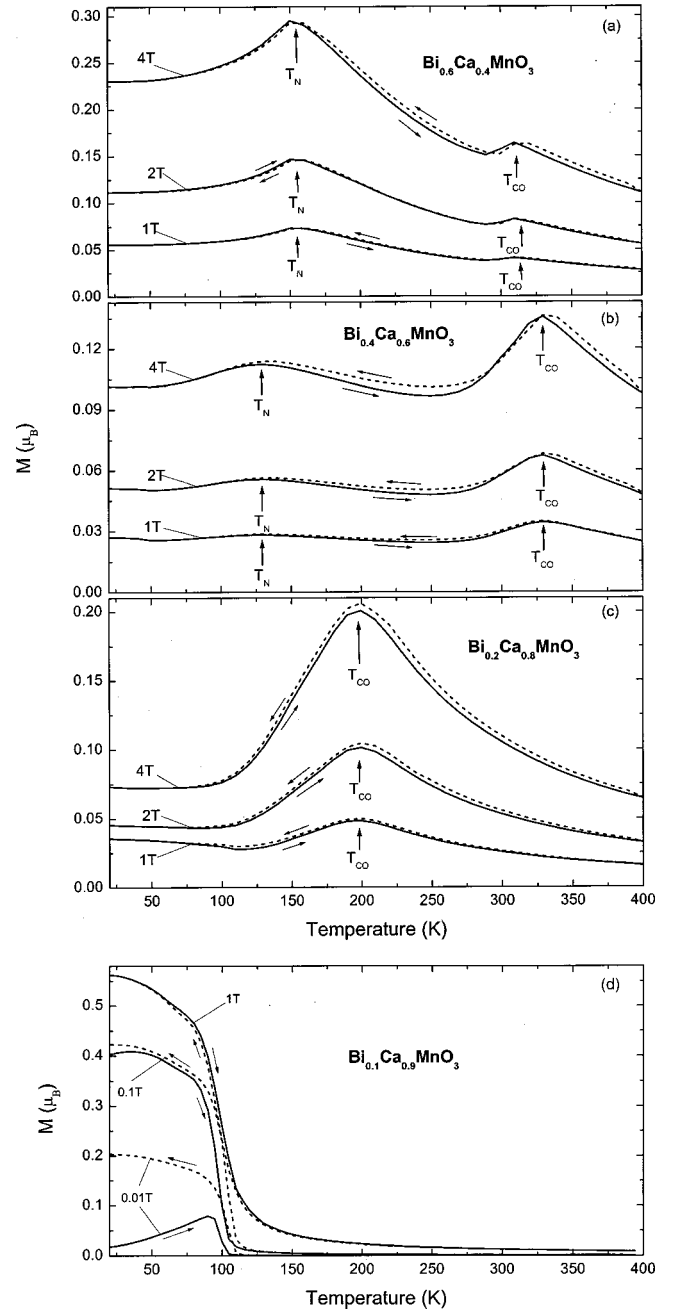 (a)
Bi0.6Ca0.4MnO3
0.30
0.25
0.20
0.15
0.10
0.05
0.00
4T
2T
1T
TN
TN
TN
TCO
TCO
TCO
(b)
Bi0.4Ca0.6MnO3
0.12
0.09
0.06
0.03
0.00
4T
2T
1T
TN
TN
TN
TCO
TCO
TCO
M (μB)
(c)
Bi0.2Ca0.8MnO3
0.20
0.15
0.10
0.05
0.00
4T
2T
1T
TCO
TCO
TCO
50 100 150 200 250 300 350 400
Temperature (K)
(d)
Bi0.1Ca0.9MnO3
0.5
0.4
0.3
0.2
0.1
0.0
1T
0.1T
0.01T
M (μB)
50 100 150 200 250 300 350 400
Temperature (K)